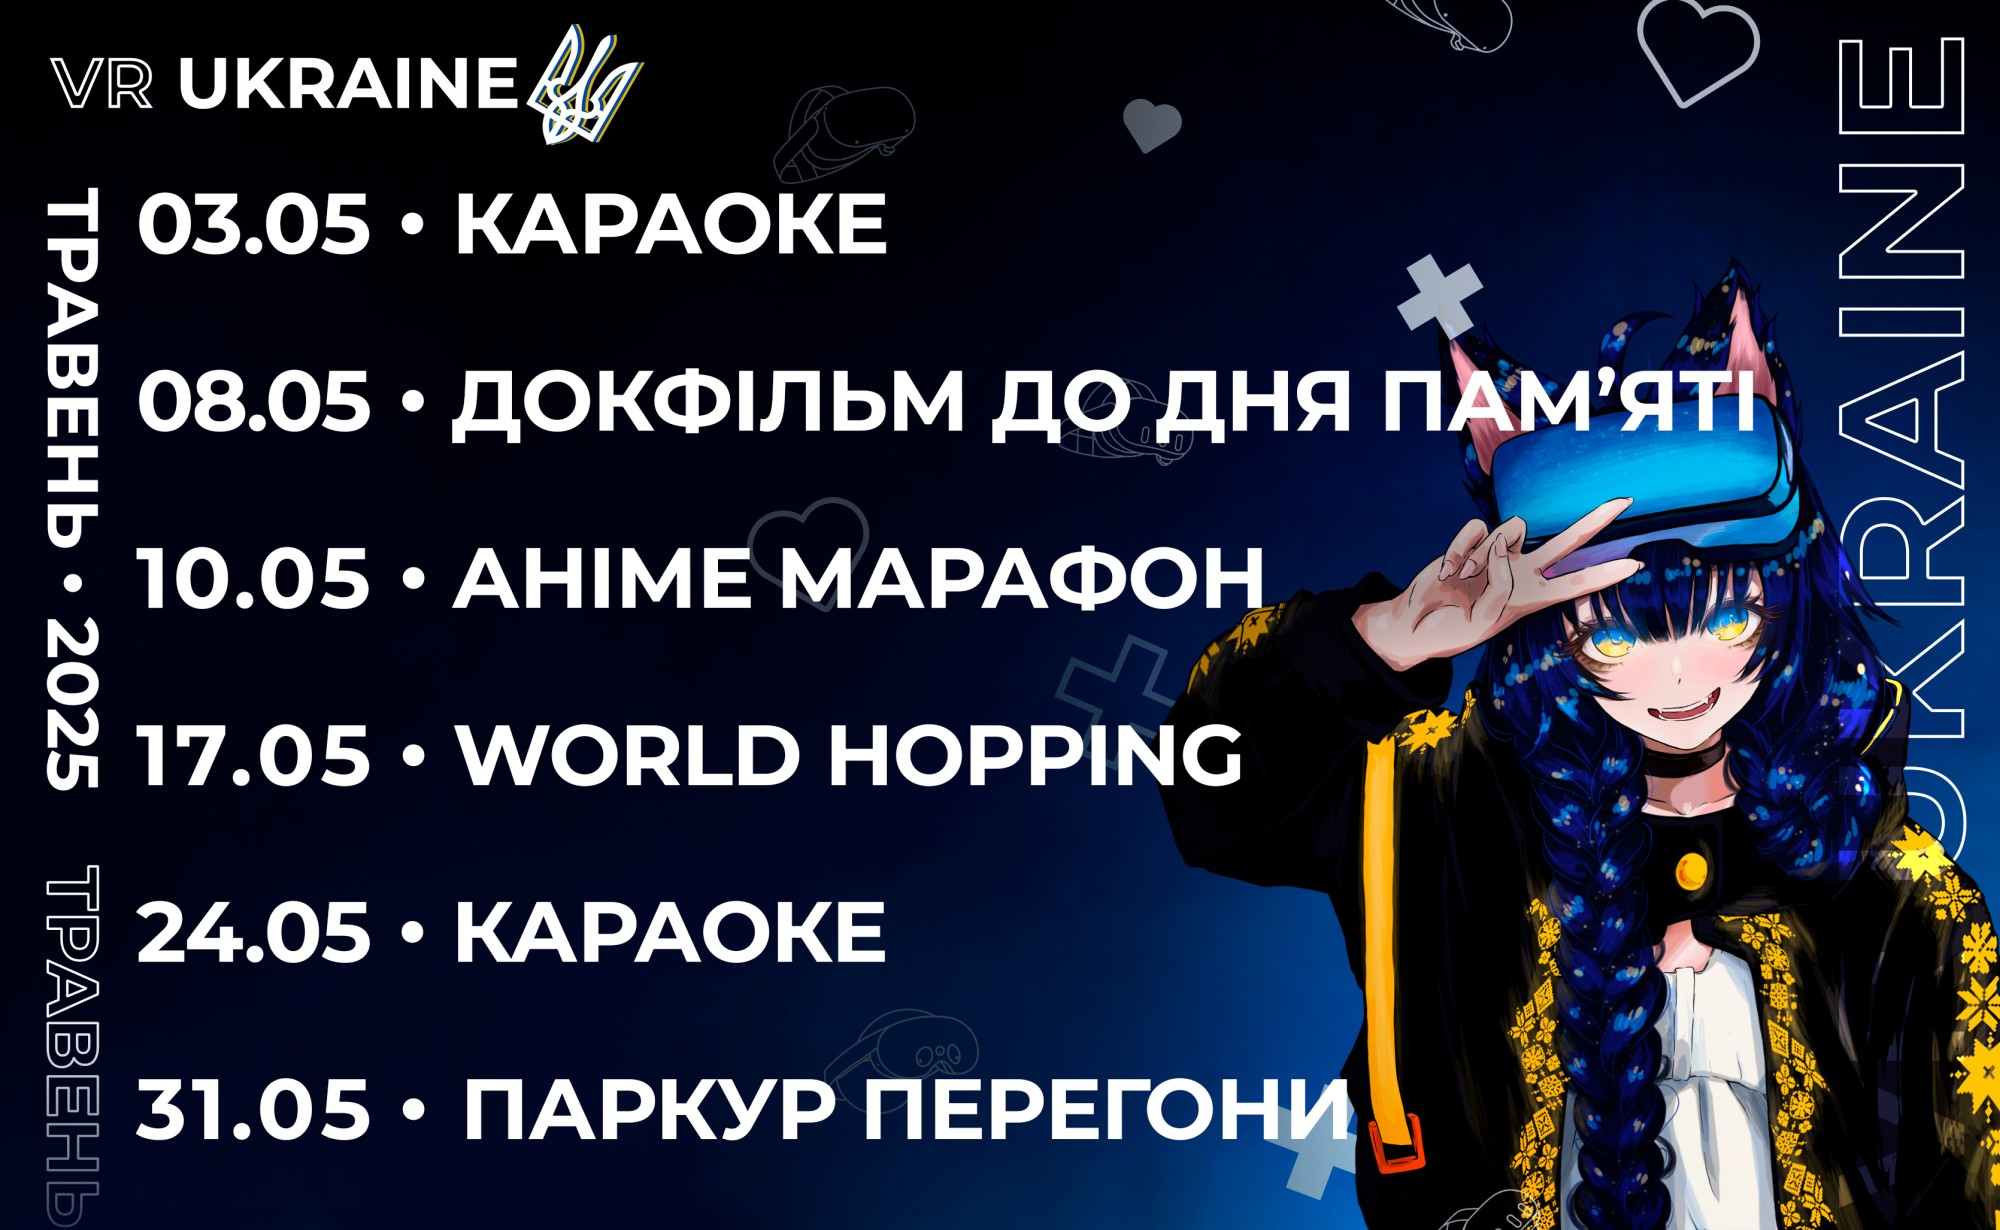 VR UKRAINE
ТРАВЕНЬ • 2025
ТРАВЕНЬ
03.05 • КАРАОКЕ
08.05 • ДОКФІЛЬМ ДО ДНЯ ПАМ’ЯТІ
10.05 • АНІМЕ МАРАФОН
17.05 • WORLD HOPPING
24.05 • КАРАОКЕ
31.05 • ПАРКУР ПЕРЕГОНИ
UKRAINE